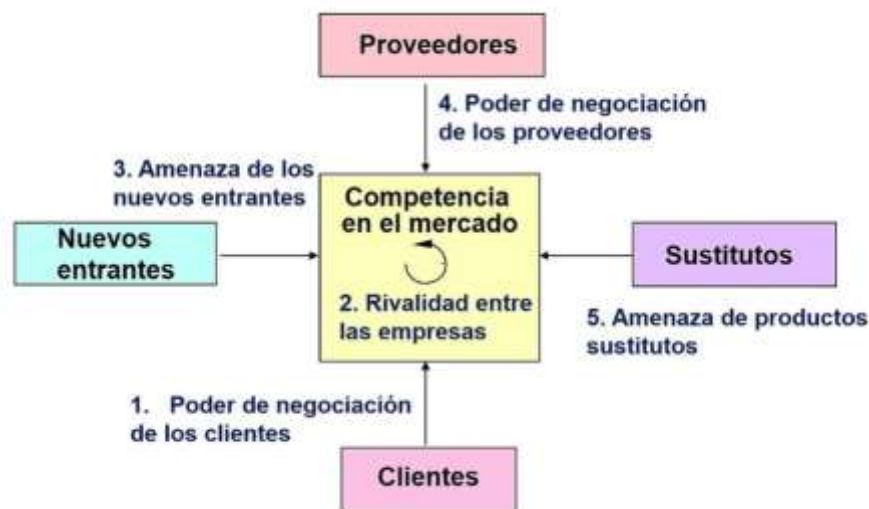 Proveedores
4. Poder de negociación
de los proveedores
3. Amenaza de los
nuevos entrantes
Competencia
en el mercado
Nuevos
entrantes
Sustitutos
2. Rivalidad entre
las empresas
5. Amenaza de productos
sustitutos
1. Poder de negociación
de los clientes
Clientes